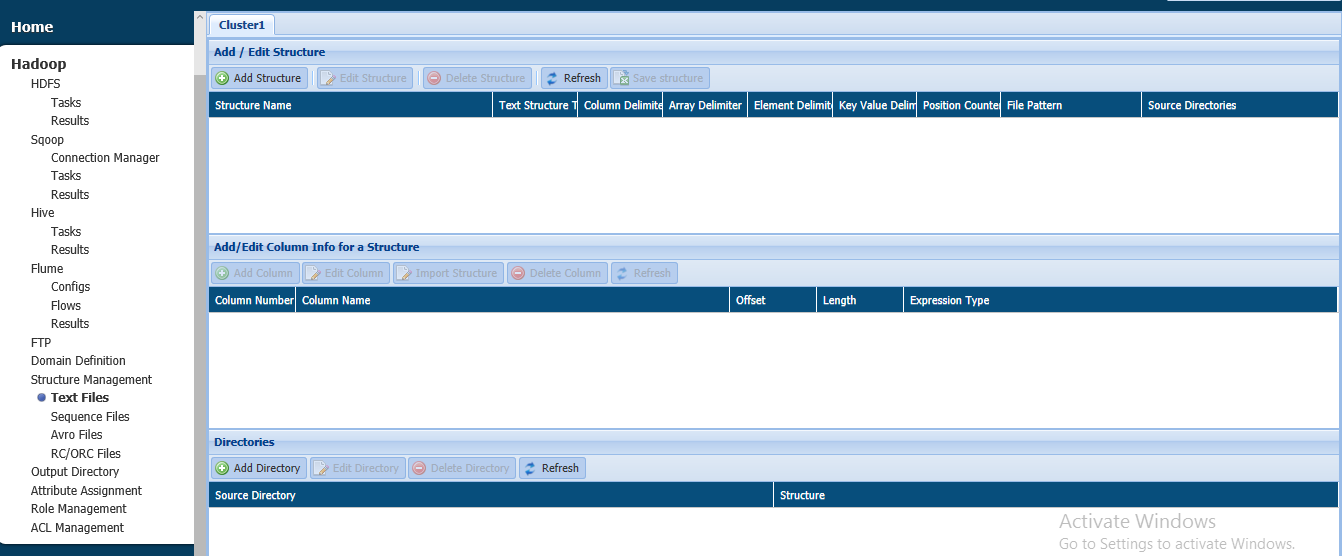 Home
Hadoop
HDFS
Tasks
Results
Sqoop
Connection Manager
Tasks
Results
Hive
Tasks
Results
Flume
Configs
Flows
Results
FTP
Domain Definition
Structure Management
Text Files
Sequence Files
Avro Files
RC/ORC Files
Output Directory
Attribute Assignment
Role Management
ACL Management
Cluster1
Add / Edit Structure
Add Structure Edit Structure Delete Structure Refresh Save structure
Structure Name Text Structure T Column Delimite Array Delimiter Element Delimit Key Value Delim Position Counte File Pattern Source Directories
Add/Edit Column Info for a Structure
Add Column Edit Column Import Structure Delete Column Refresh
Column Number Column Name Offset Length Expression Type
Directories
Add Directory Edit Directory Delete Directory Refresh
Source Directory Structure
Activate Windows
Go to Settings to activate Windows.